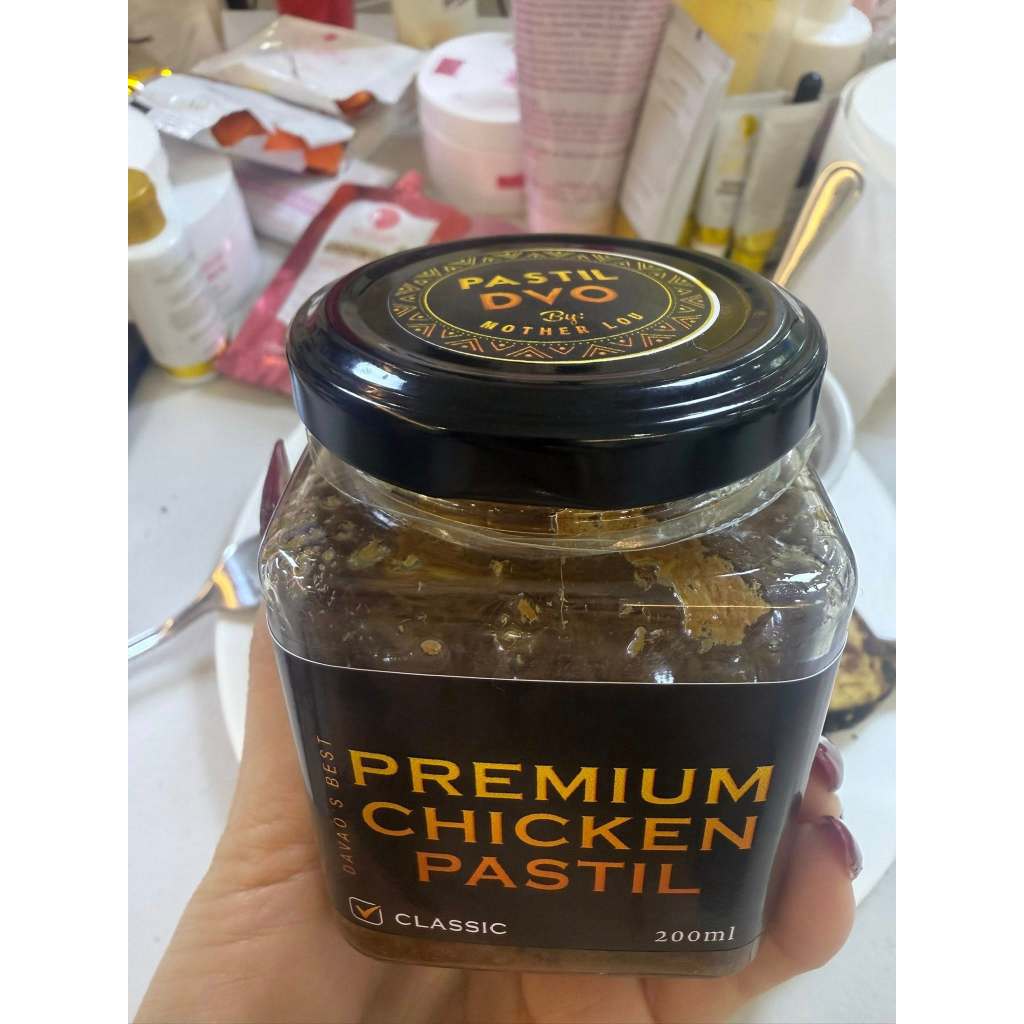 PASTIL
DVO
By:
MOTHER LOU
DAVAO'S BEST
PREMIUM
CHICKEN
PASTIL
CLASSIC
200ml